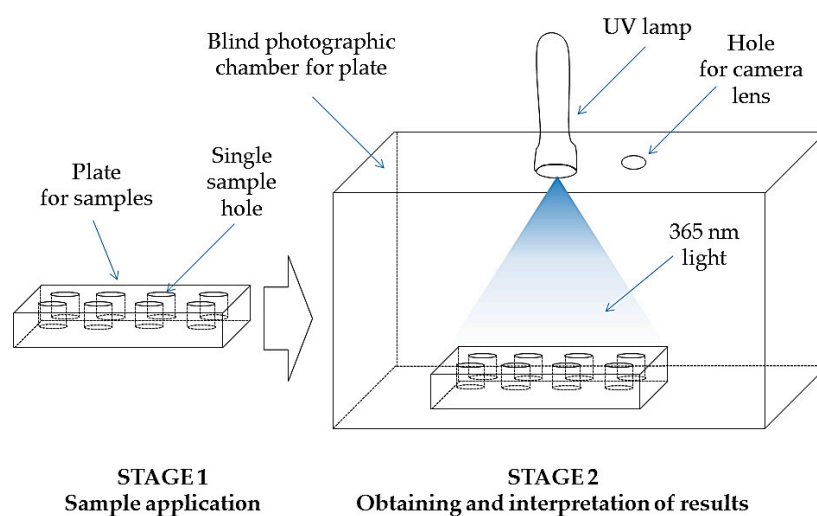 Blind photographic
chamber for plate
UV lamp
Hole
for camera
lens
Plate
for samples
Single
sample
hole
365 nm
light
STAGE 1
Sample application
STAGE 2
Obtaining and interpretation of results